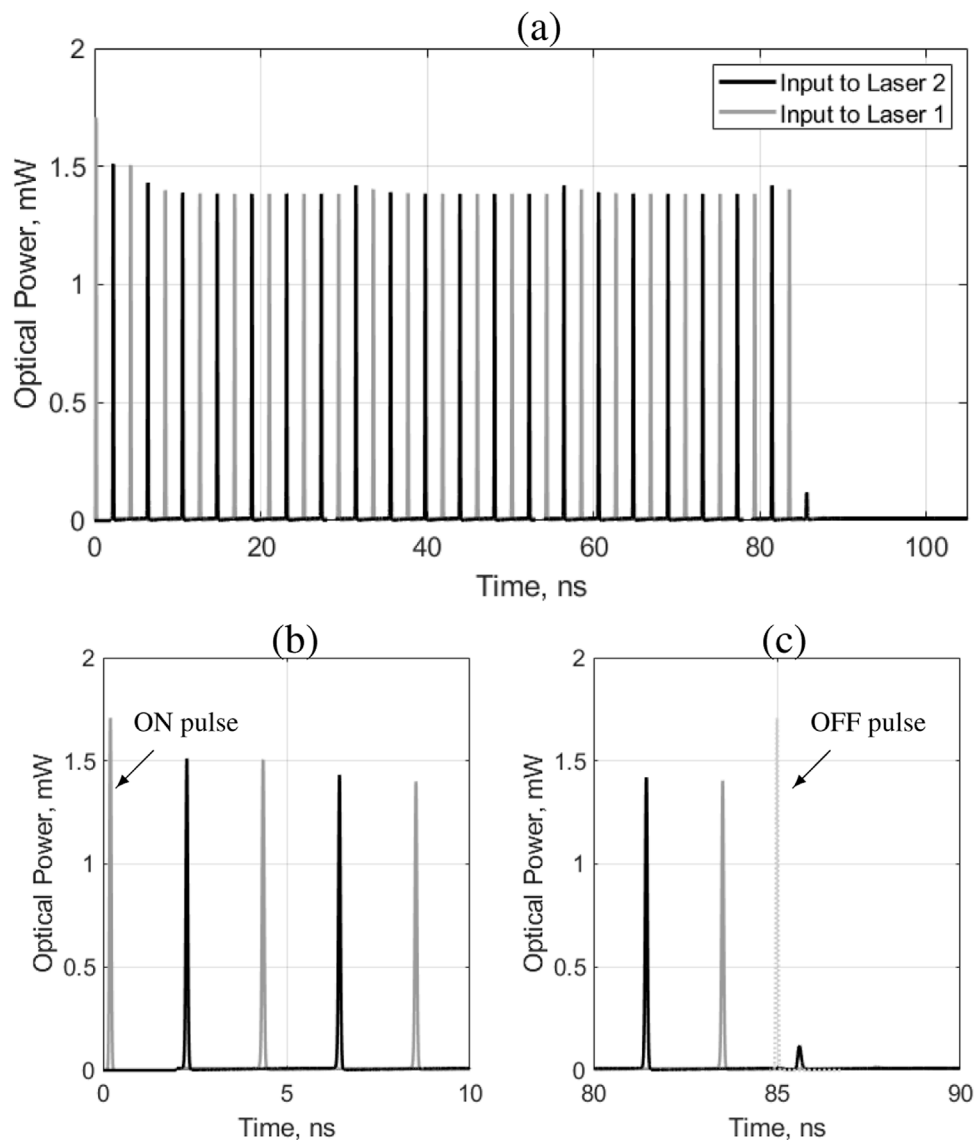 (a)
2
1.5
1
0.5
0
Optical Power, mW
Input to Laser 2
Input to Laser 1
0 20 40 60 80 100
Time, ns
(b)
2
1.5
1
0.5
0
Optical Power, mW
ON pulse
0 5 10
Time, ns
(c)
2
1.5
1
0.5
0
Optical Power, mW
OFF pulse
80 85 90
Time, ns